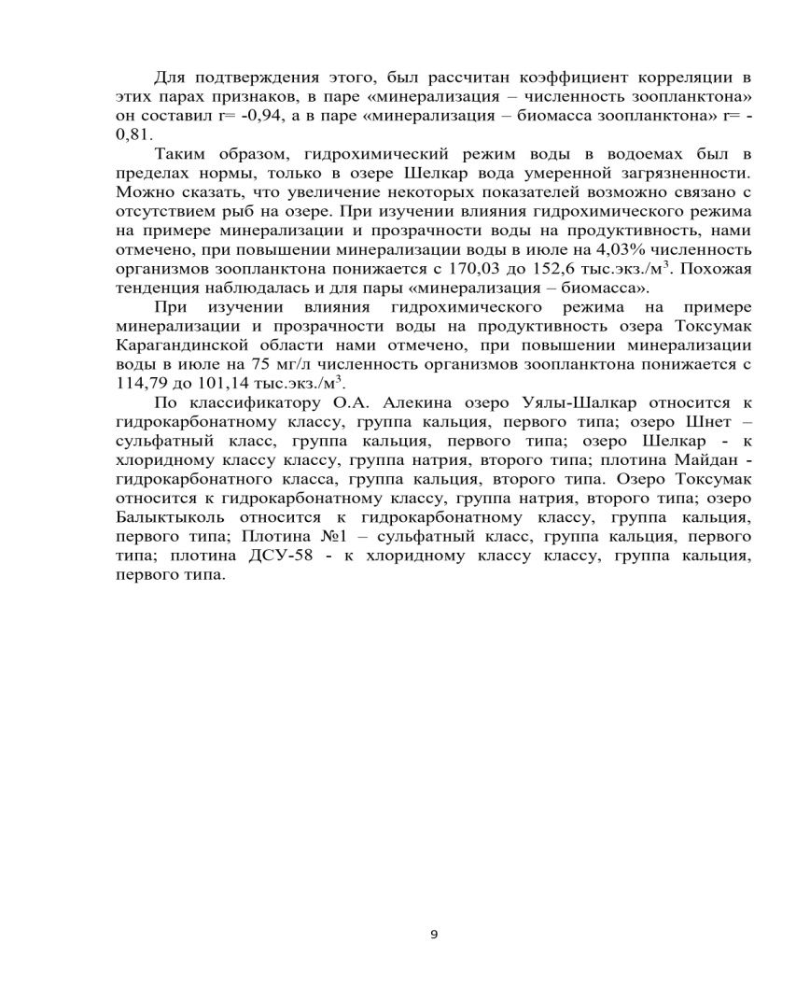 Для подтверждения этого, был рассчитан коэффициент корреляции в
этих парах признаков, в паре «минерализация – численность зоопланктона»
он составил r= -0,94, а в паре «минерализация – биомасса зоопланктона» r= -
0,81.
Таким образом, гидрохимический режим воды в водоемах был в
пределах нормы, только в озере Шелкар вода умеренной загрязненности.
Можно сказать, что увеличение некоторых показателей возможно связано с
отсутствием рыб на озере. При изучении влияния гидрохимического режима
на примере минерализации и прозрачности воды на продуктивность, нами
отмечено, при повышении минерализации воды в июле на 4,03% численность
организмов зоопланктона понижается с 170,03 до 152,6 тыс.экз./м³. Похожая
тенденция наблюдалась и для пары «минерализация – биомасса».
При изучении влияния гидрохимического режима на примере
минерализации и прозрачности воды на продуктивность озера Токсумак
Карагандинской области нами отмечено, при повышении минерализации
воды в июле на 75 мг/л численность организмов зоопланктона понижается с
114,79 до 101,14 тыс.экз./м³.
По классификатору О.А. Алекина озеро Уялы-Шалкар относится к
гидрокарбонатному классу, группа кальция, первого типа; озеро Шнет –
сульфатный класс, группа кальция, первого типа; озеро Шелкар - к
хлоридному классу классу, группа натрия, второго типа; плотина Майдан -
гидрокарбонатного класса, группа кальция, второго типа. Озеро Токсумак
относится к гидрокарбонатному классу, группа натрия, второго типа; озеро
Балыктыколь относится к гидрокарбонатному классу, группа кальция,
первого типа; Плотина №1 – сульфатный класс, группа кальция, первого
типа; плотина ДСУ-58 - к хлоридному классу классу, группа кальция,
первого типа.
9